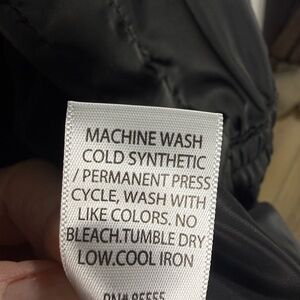 MACHINE WASH
COLD SYNTHETIC
/ PERMANENT PRESS
CYCLE, WASH WITH
LIKE COLORS. NO
BLEACH.TUMBLE DRY
LOW.COOL IRON